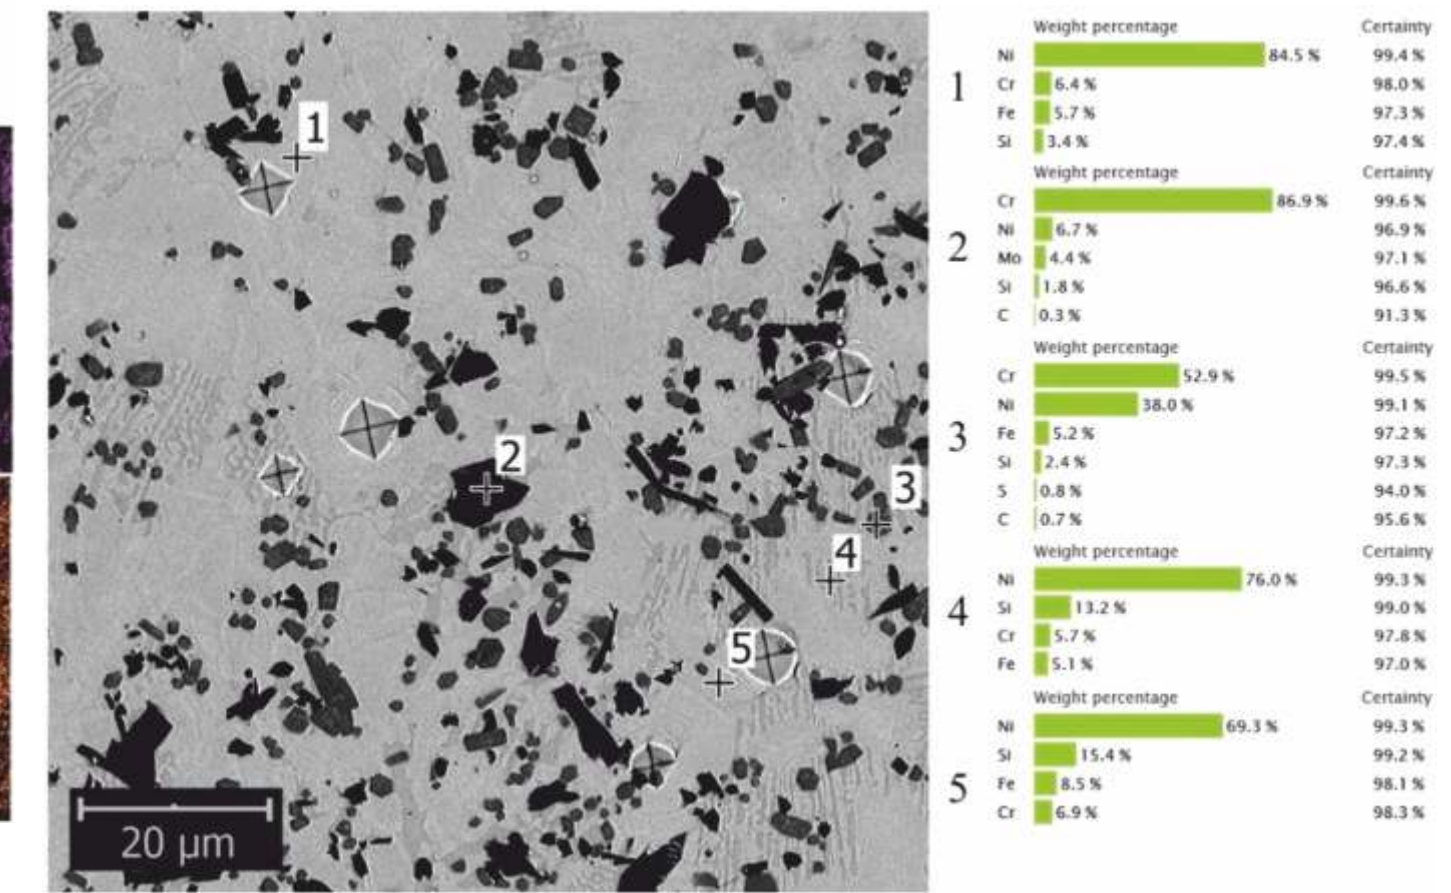 1
2
3
4
5
20 µm
Weight percentage Certainty
1
Ni 84.5 % 99.4 %
Cr 6.4 % 98.0 %
Fe 5.7 % 97.3 %
Si 3.4 % 97.4 %
Weight percentage Certainty
2
Cr 86.9 % 99.6 %
Ni 6.7 % 96.9 %
Mo 4.4 % 97.1 %
Si 1.8 % 96.6 %
C 0.3 % 91.3 %
Weight percentage Certainty
3
Cr 52.9 % 99.5 %
Ni 38.0 % 99.1 %
Fe 5.2 % 97.2 %
Si 2.4 % 97.3 %
S 0.8 % 94.0 %
C 0.7 % 95.6 %
Weight percentage Certainty
4
Ni 76.0 % 99.3 %
Si 13.2 % 99.0 %
Cr 5.7 % 97.8 %
Fe 5.1 % 97.0 %
Weight percentage Certainty
5
Ni 69.3 % 99.3 %
Si 15.4 % 99.2 %
Fe 8.5 % 98.1 %
Cr 6.9 % 98.3 %